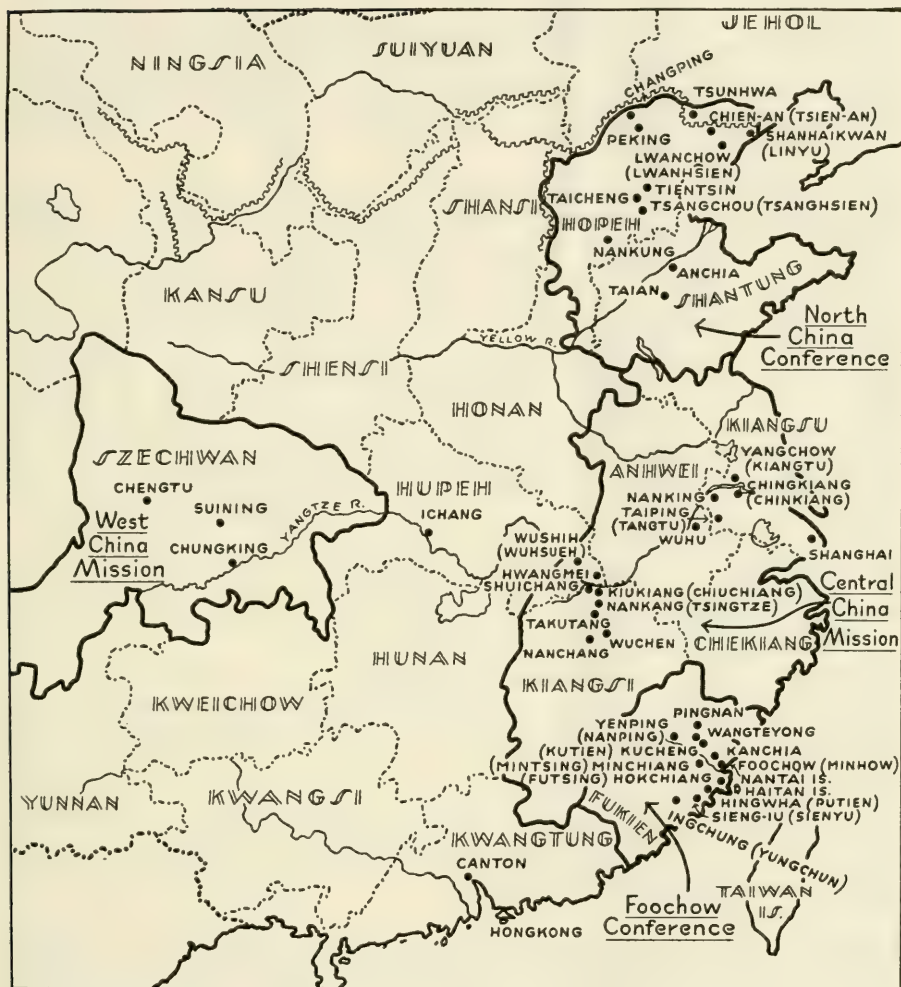 JEHOL
SUIYUAN
NINGSIA
CHANGPING
TSUNHWA
CHIEN-AN (TSIEN-AN)
PEKING
SHANHAIKWAN
(LINYU)
LWANCHOW
(LWANHSIEN)
TIENTSIN
TAICHENG
TSANGCHOU (TSANGHSIEN)
SHANSI
HOPEH
NANKUNG
ANCHIA
TAIAN
SHANTUNG
KANSU
North
China
Conference
YELLOW R.
SHENSI
HONAN
KIANGSU
YANGCHOW
(KIANGTU)
ANHWEI
CHINGKIANG
(CHINKIANG)
NANKING
TAIPING
(TANGTU)
WUHU
SHANGHAI
SZECHWAN
CHENGTU
SUINING
West
China
Mission
CHUNGKING
YANGTZE R.
HUPEH
ICHANG
WUSHIH
(WUHSUEH)
HWANGMEI
SHUICHANG
KIUKIANG (CHIUCHIANG)
NANKANG (TSINGTZE)
TAKUTANG
WUCHEN
NANCHANG
Central
China
Mission
CHEKIANG
HUNAN
KIANGSI
KWEICHOW
PINGNAN
YENPING
(NANPING)
WANGTEYONG
(KUTIEN) KUCHENG
KANCHIA
(MINTSING) MINCHIANG
FOOCHOW (MINHOW)
(FUTSING) HOKCHIANG
NANTAI IS.
HAITAN IS.
HINGWHA (PUTIEN)
SIENG-IU (SIENYU)
INGCHUNG (YUNGCHUN)
FUKIEN
YUNNAN
KWANGSI
KWANGTUNG
CANTON
HONGKONG
TAIWAN
IS.
Foochow
Conference